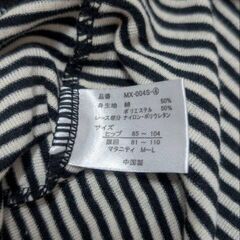 品番 MX-0045-④
身生地 綿 50%
ポリエステル 50%
レース部分 ナイロン・ポリウレタン
サイズ
ヒップ 85 ~ 104
腹囲 81 ~ 110
マタニティ M~L
中国製